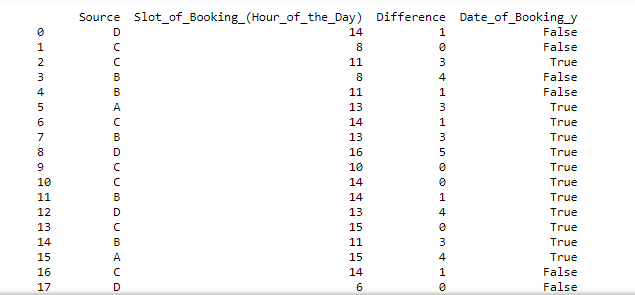 Source Slot_of_Booking_(Hour_of_the_Day) Difference Date_of_Booking_y
0 D 14 1 False
1 C 8 0 False
2 C 11 3 True
3 B 8 4 False
4 B 11 1 False
5 A 13 3 True
6 C 14 1 True
7 B 13 3 True
8 D 16 5 True
9 C 10 0 True
10 C 14 0 True
11 B 14 1 True
12 D 13 4 True
13 C 15 0 True
14 B 11 3 True
15 A 15 4 True
16 C 14 1 False
17 D 6 0 False